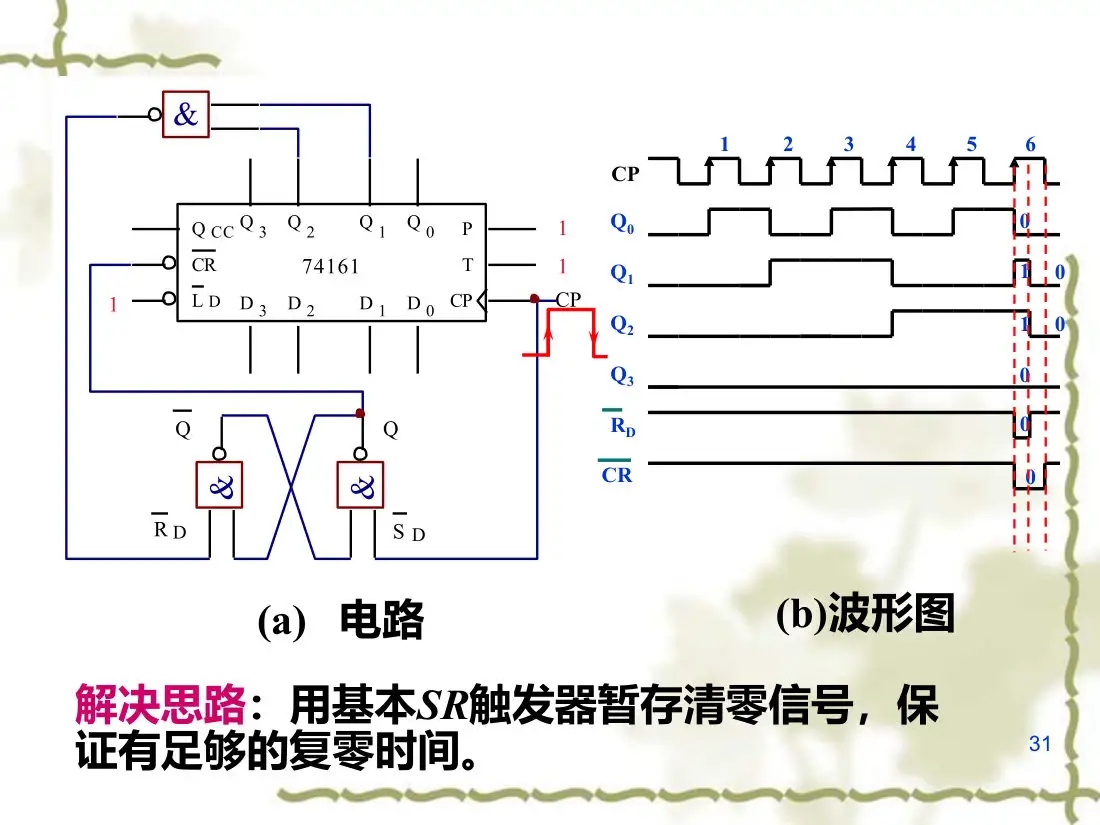 &
Q CC Q 3 Q 2 Q 1 Q 0 P 1
CR 74161 T 1
1 L D D 3 D 2 D 1 D 0 CP CP
Q Q
& &
R D S D
1 2 3 4 5 6
CP
Q0 0
Q1 1 0
Q2 1 0
Q3 0
RD 0
CR 0
(a) 电路
(b)波形图
解决思路：用基本SR触发器暂存清零信号，保
证有足够的复零时间。
31